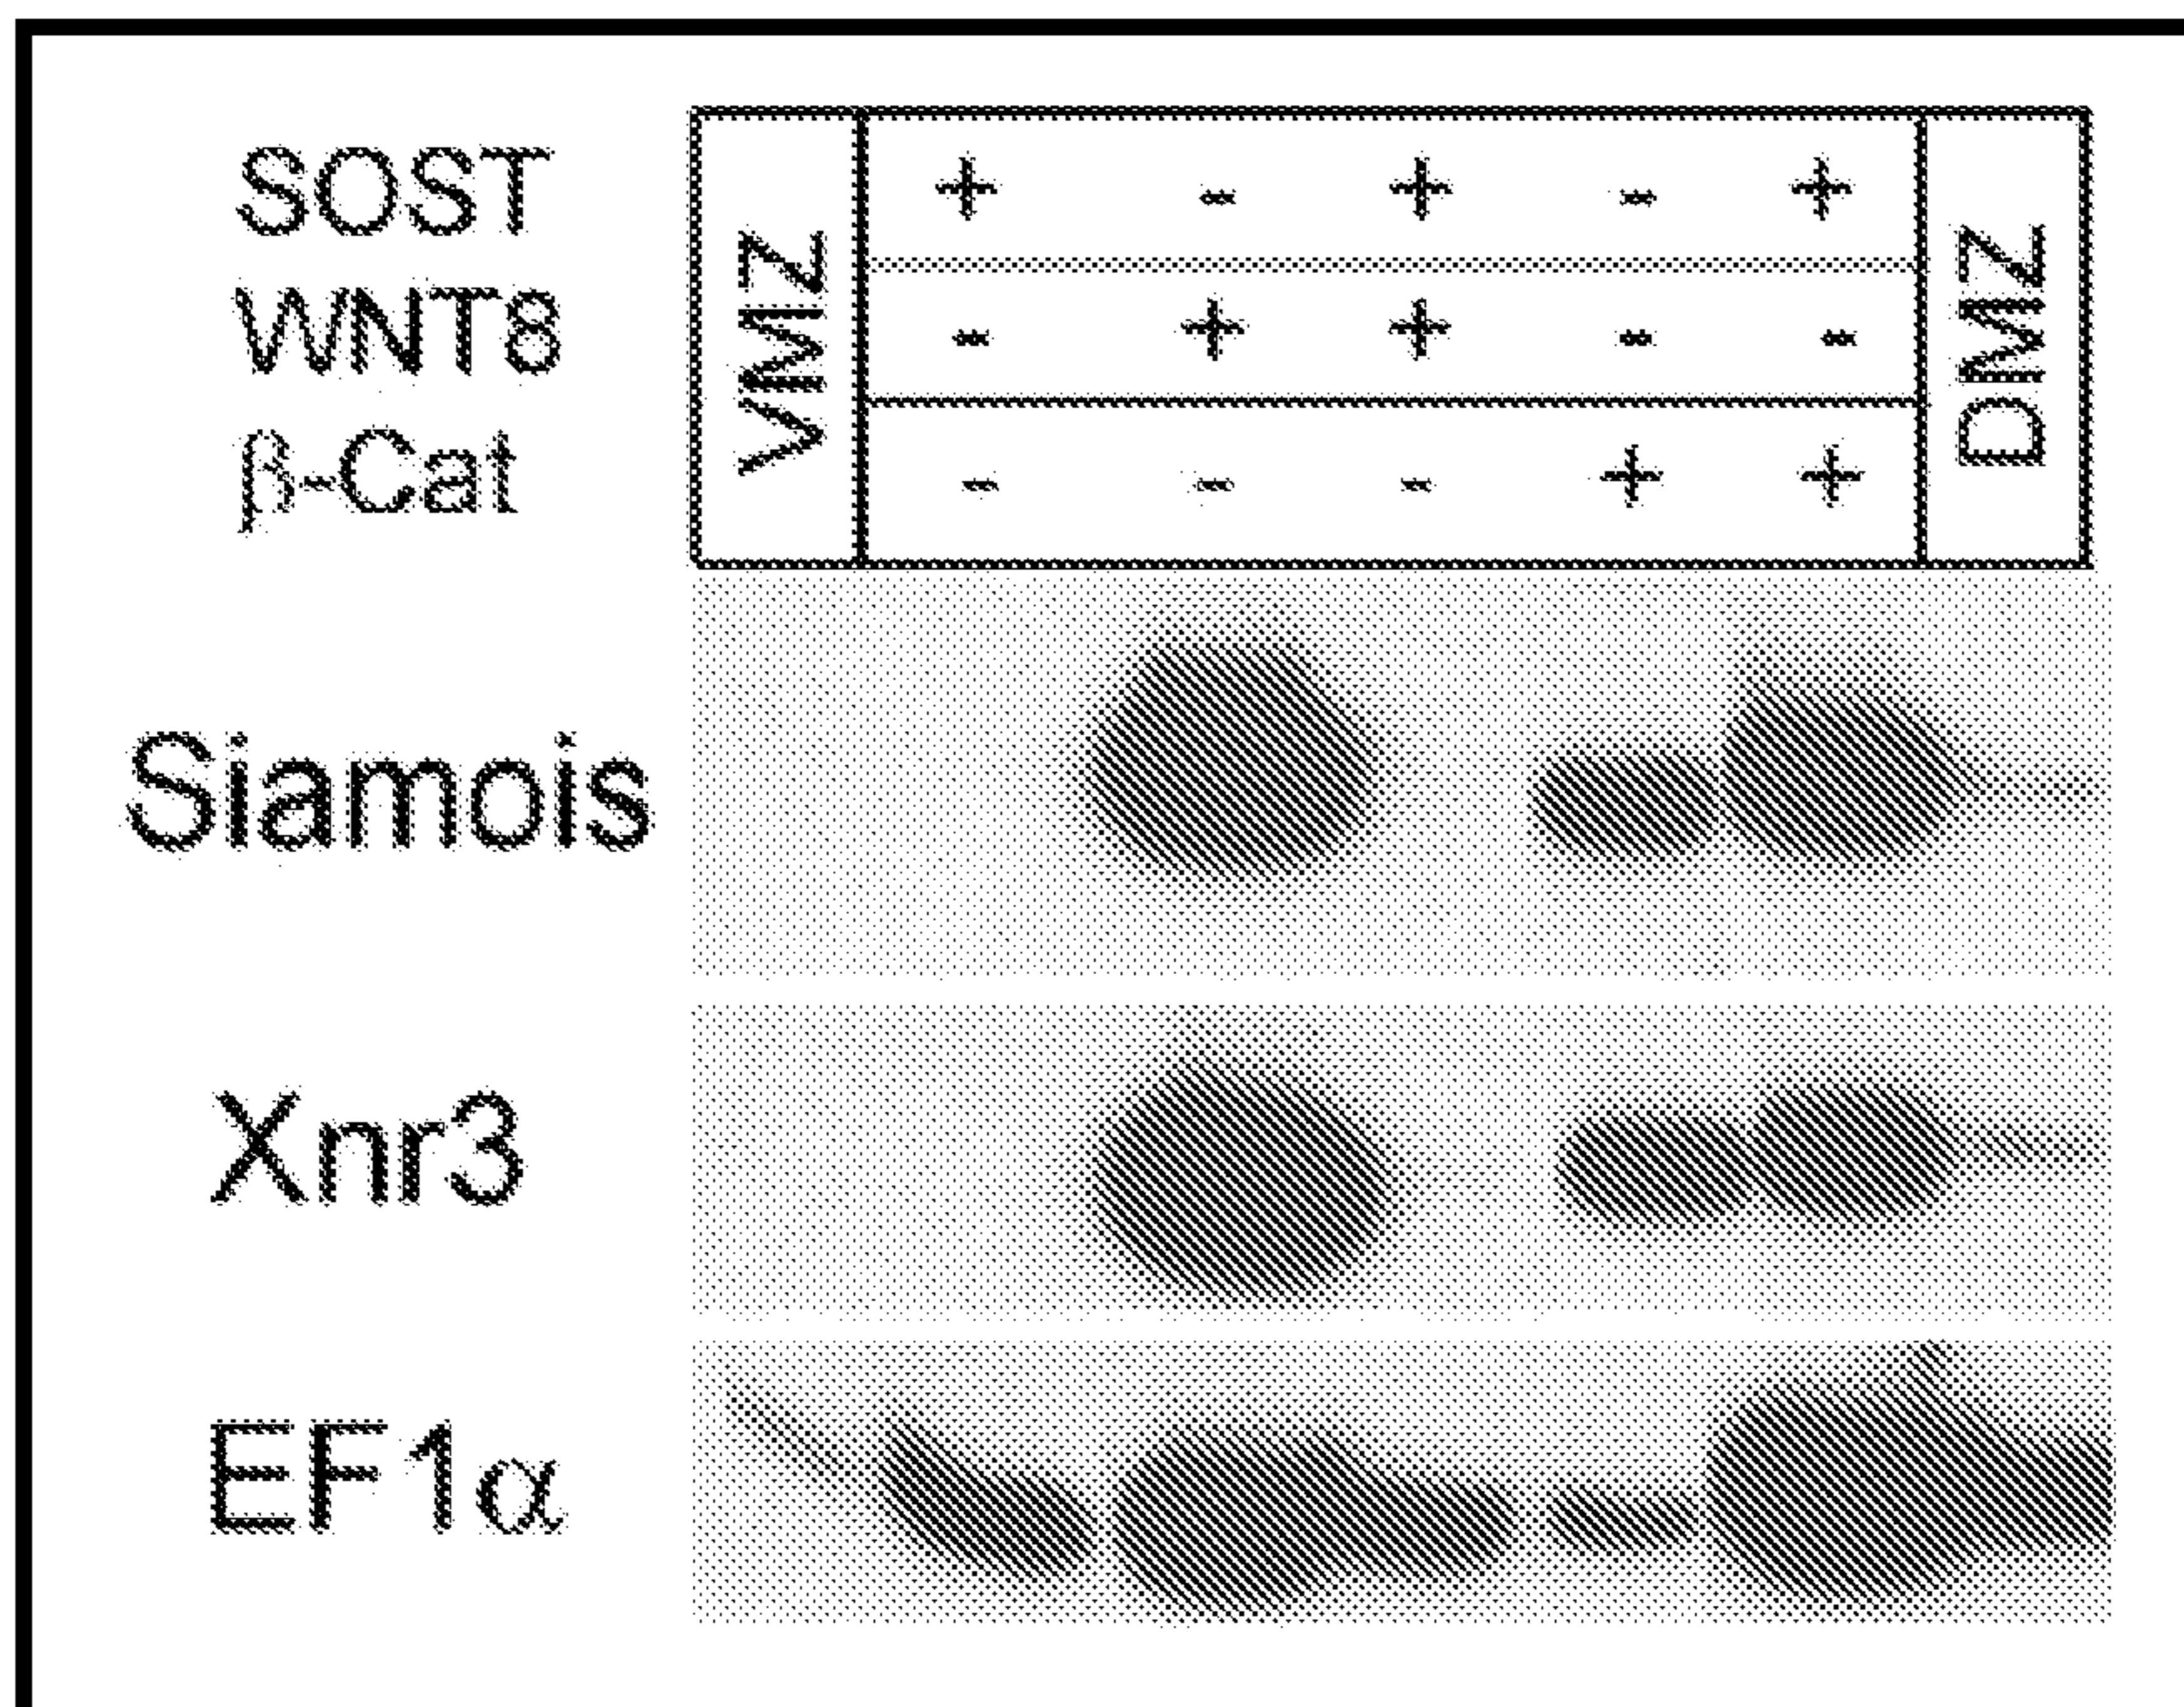 SOST + - + - +
WNT8 - + + - -
β-Cat - - - + +
VMZ
DMZ
Siamois
Xnr3
EF1α